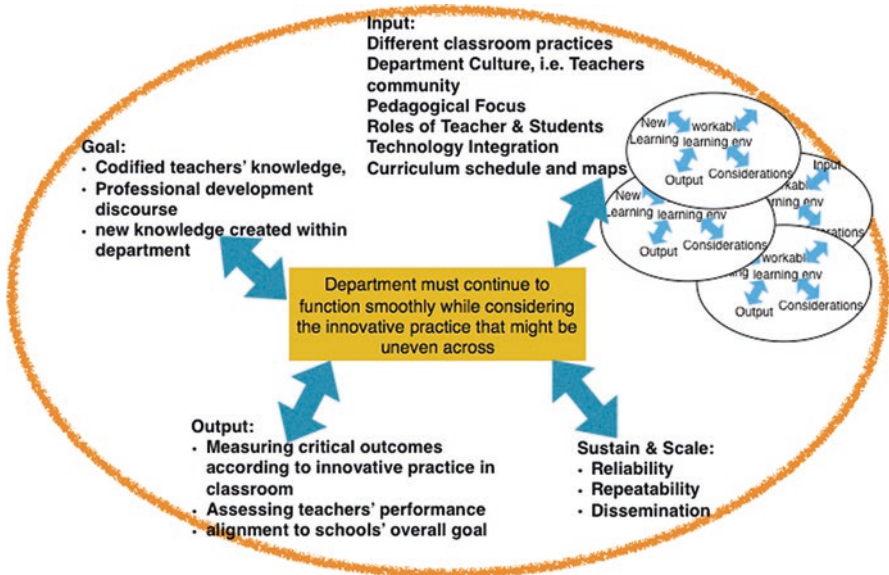 Input:
Different classroom practices
Department Culture, i.e. Teachers
community
Pedagogical Focus
Roles of Teacher & Students
Technology Integration
Curriculum schedule and maps
Goal:
• Codified teachers' knowledge,
• Professional development
discourse
• new knowledge created within
department
New
Learning
workable
learning env
Output
Considerations
Input
learning env
New
Learning
learning env
Output
Considerations
workable
learning env
Output
Considerations
Department must continue to
function smoothly while considering
the innovative practice that might be
uneven across
Output:
• Measuring critical outcomes
according to innovative practice in
classroom
• Assessing teachers' performance
• alignment to schools' overall goal
Sustain & Scale:
• Reliability
• Repeatability
• Dissemination